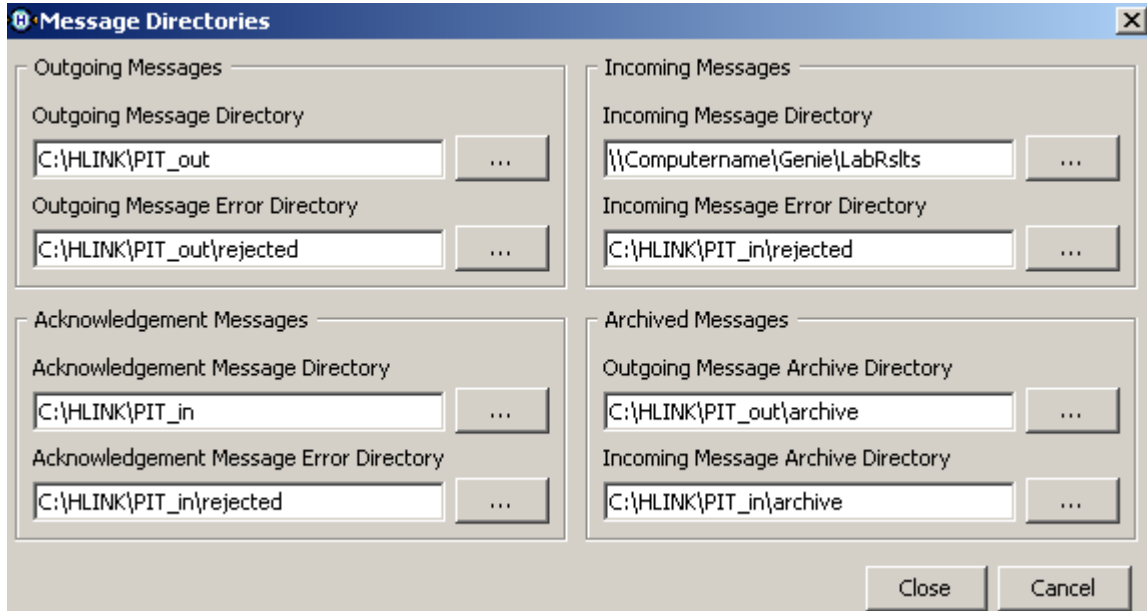 Message Directories
Outgoing Messages
Outgoing Message Directory
C:\HLINK\PIT_out
...
Outgoing Message Error Directory
C:\HLINK\PIT_out\rejected
...
Incoming Messages
Incoming Message Directory
\\Computername\Genie\LabRslts
...
Incoming Message Error Directory
C:\HLINK\PIT_in\rejected
...
Acknowledgement Messages
Acknowledgement Message Directory
C:\HLINK\PIT_in
...
Acknowledgement Message Error Directory
C:\HLINK\PIT_in\rejected
...
Archived Messages
Outgoing Message Archive Directory
C:\HLINK\PIT_out\archive
...
Incoming Message Archive Directory
C:\HLINK\PIT_in\archive
...
Close
Cancel